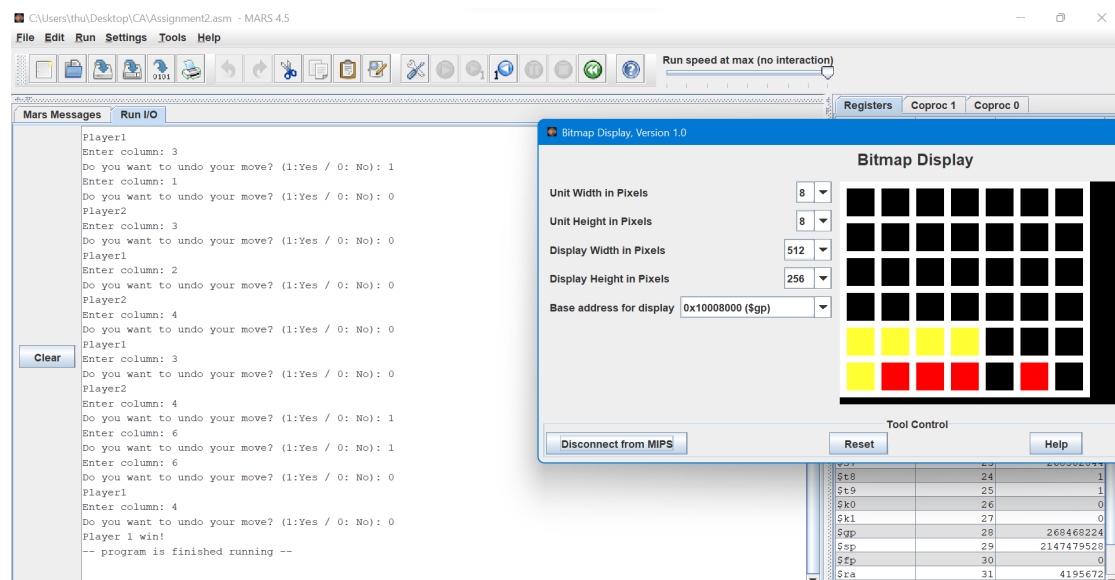 C:\Users\thu\Desktop\CA\Assignment2.asm - MARS 4.5
File Edit Run Settings Tools Help
Run speed at max (no interaction)
Mars Messages Run I/O
Registers Coproc 1 Coproc 0
Player1
Enter column: 3
Do you want to undo your move? (1:Yes / 0: No): 1
Enter column: 1
Do you want to undo your move? (1:Yes / 0: No): 0
Player2
Enter column: 3
Do you want to undo your move? (1:Yes / 0: No): 0
Player1
Enter column: 2
Do you want to undo your move? (1:Yes / 0: No): 0
Player2
Enter column: 4
Do you want to undo your move? (1:Yes / 0: No): 0
Player1
Enter column: 3
Do you want to undo your move? (1:Yes / 0: No): 0
Player2
Enter column: 4
Do you want to undo your move? (1:Yes / 0: No): 1
Enter column: 6
Do you want to undo your move? (1:Yes / 0: No): 1
Enter column: 6
Do you want to undo your move? (1:Yes / 0: No): 0
Player1
Enter column: 4
Do you want to undo your move? (1:Yes / 0: No): 0
Player 1 win!
-- program is finished running --
Clear
Bitmap Display, Version 1.0
Bitmap Display
Unit Width in Pixels 8
Unit Height in Pixels 8
Display Width in Pixels 512
Display Height in Pixels 256
Base address for display 0x10008000 ($gp)
Tool Control
Disconnect from MIPS Reset Help
$t8 24 1
$t9 25 1
$k0 26 0
$k1 27 0
$gp 28 268468224
$sp 29 2147479528
$fp 30 0
$ra 31 4195672